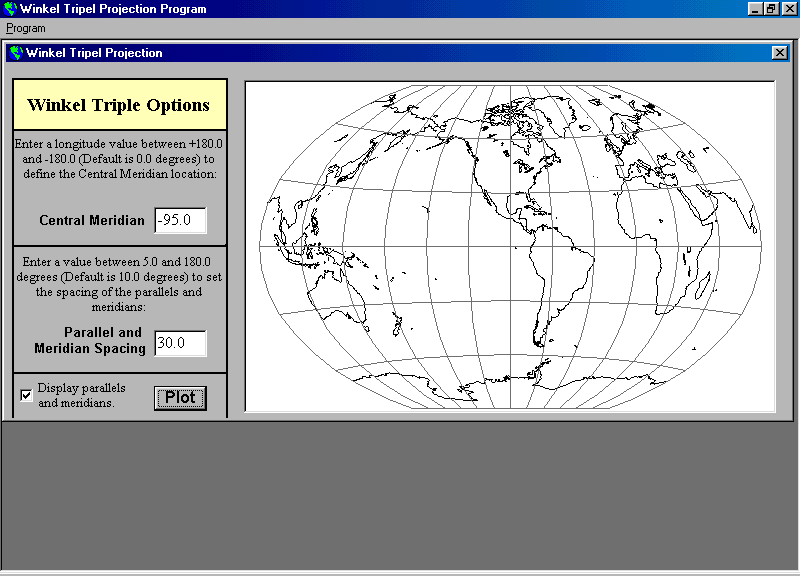 Winkel Tripel Projection Program
Program
Winkel Tripel Projection
Winkel Triple Options
Enter a longitude value between +180.0
and -180.0 (Default is 0.0 degrees) to
define the Central Meridian location:
Central Meridian -95.0
Enter a value between 5.0 and 180.0
degrees (Default is 10.0 degrees) to set
the spacing of the parallels and
meridians:
Parallel and
Meridian Spacing 30.0
Display parallels
and meridians.
Plot